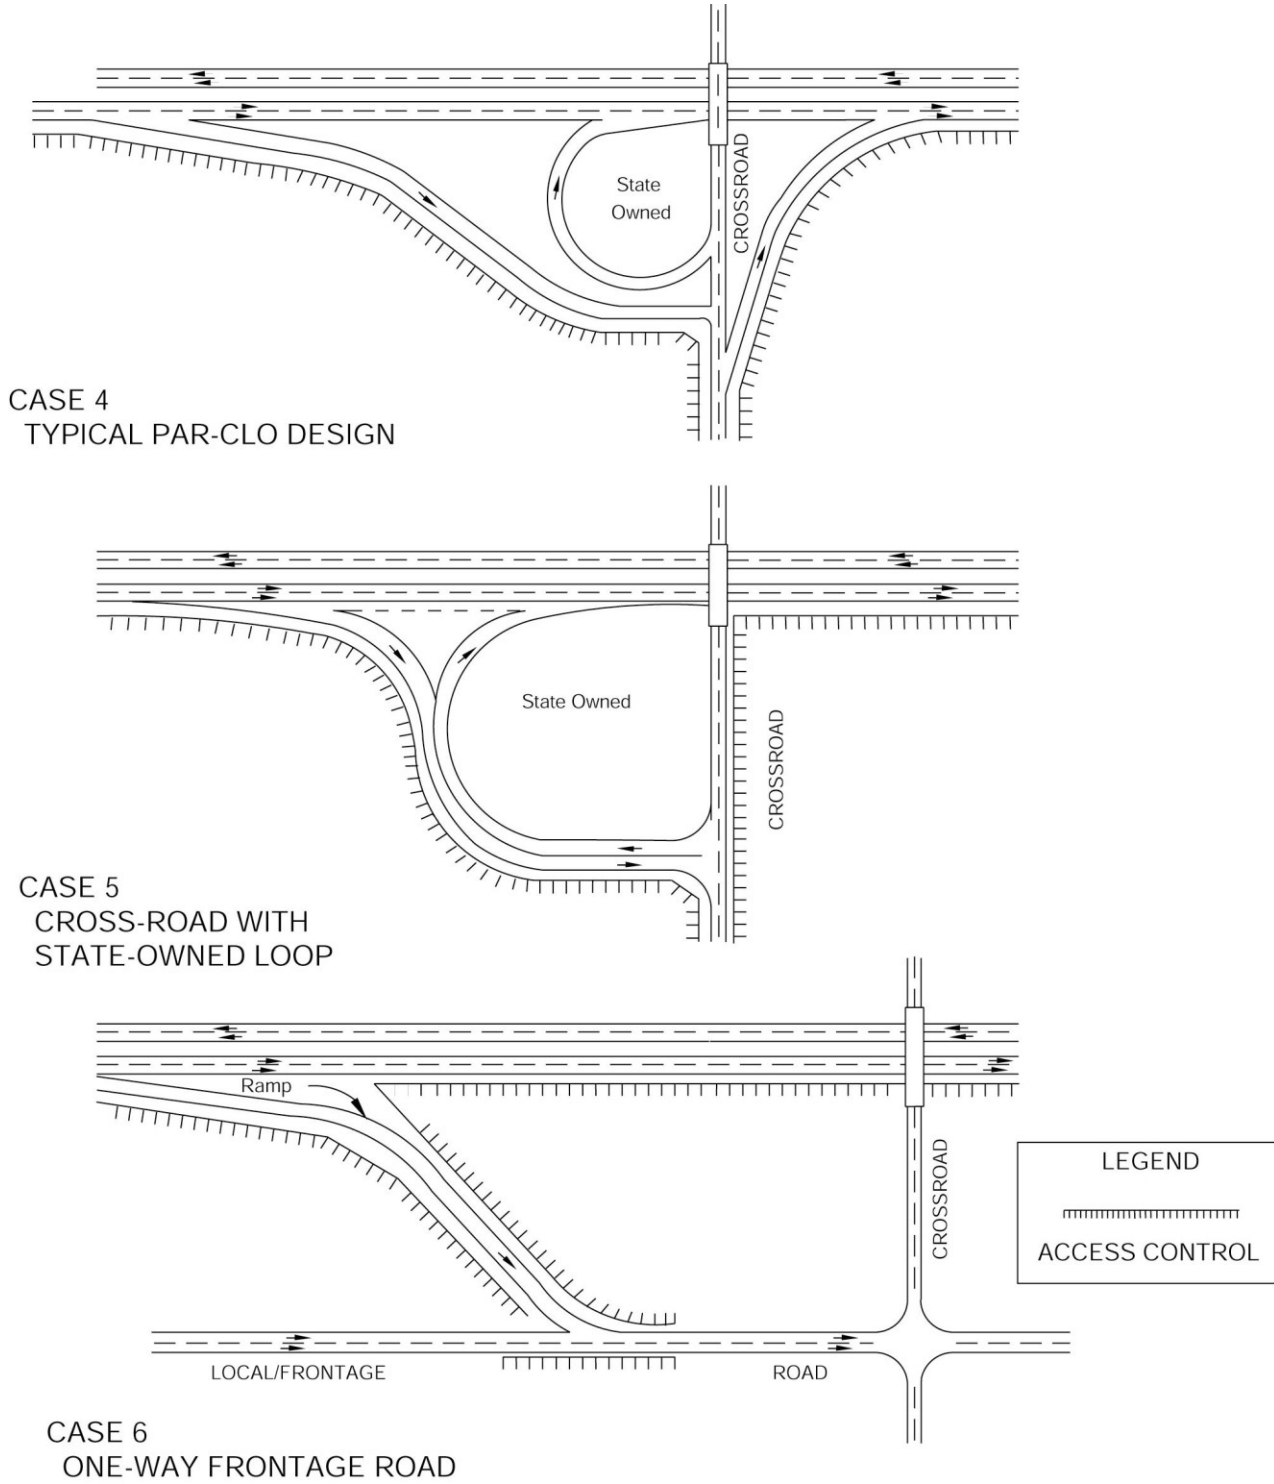 State
Owned
CROSSROAD
CASE 4
TYPICAL PAR-CLO DESIGN
State Owned
CROSSROAD
CASE 5
CROSS-ROAD WITH
STATE-OWNED LOOP
Ramp
CROSSROAD
LEGEND
ACCESS CONTROL
LOCAL/FRONTAGE ROAD
CASE 6
ONE-WAY FRONTAGE ROAD